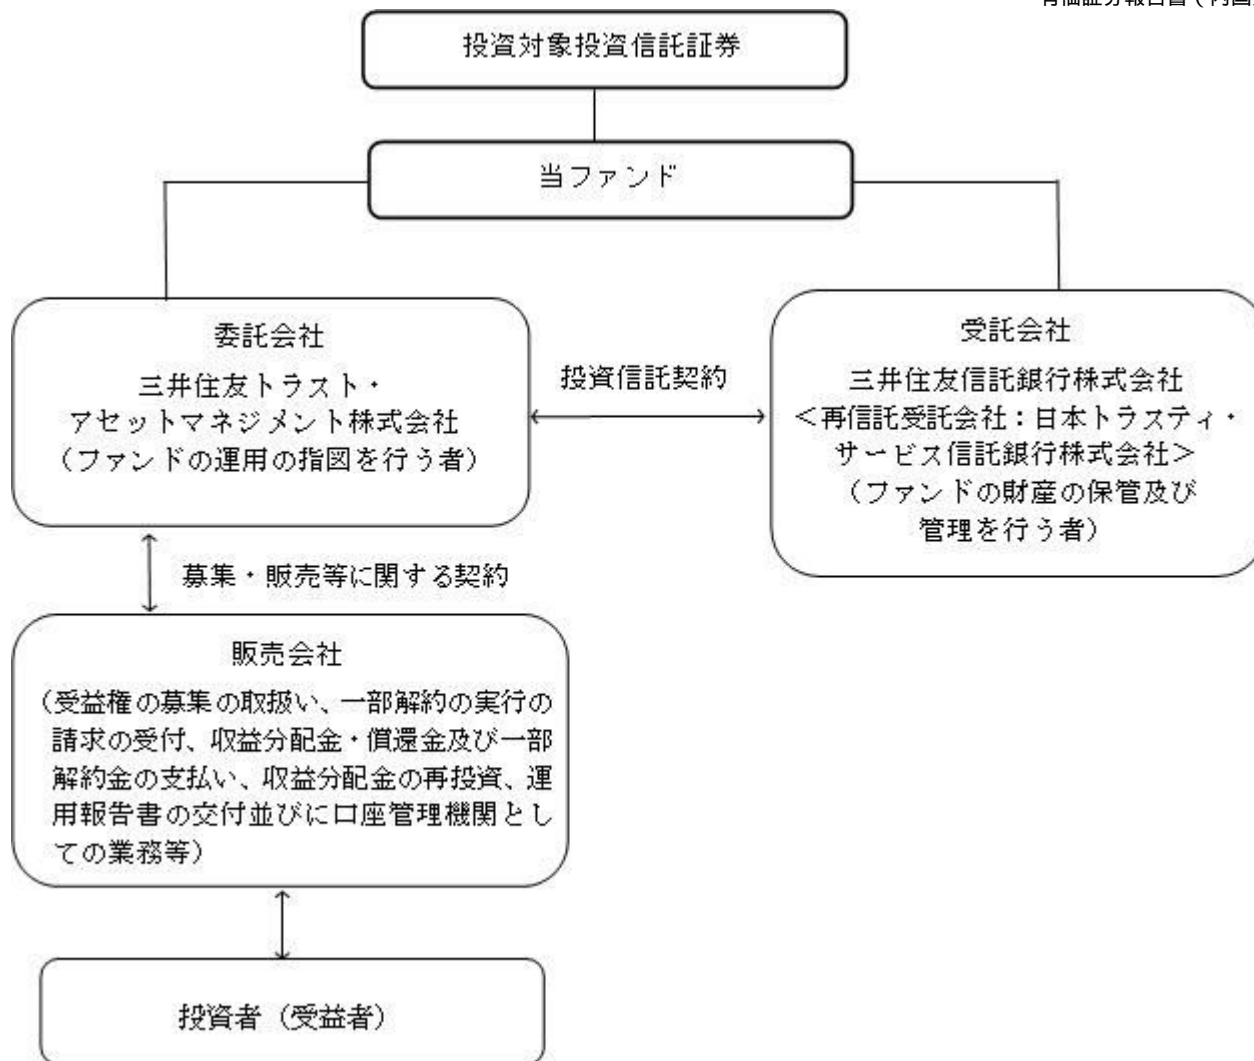 有価証券報告書（内国
投資対象投資信託証券
当ファンド
委託会社
三井住友トラスト・
アセットマネジメント株式会社
（ファンドの運用の指図を行う者）
投資信託契約
受託会社
三井住友信託銀行株式会社
＜再信託受託会社：日本トラスティ・
サービス信託銀行株式会社＞
（ファンドの財産の保管及び
管理を行う者）
募集・販売等に関する契約
販売会社
（受益権の募集の取扱い、一部解約の実行の
請求の受付、収益分配金・償還金及び一部
解約金の支払い、収益分配金の再投資、運
用報告書の交付並びに口座管理機関とし
ての業務等）
投資者（受益者）